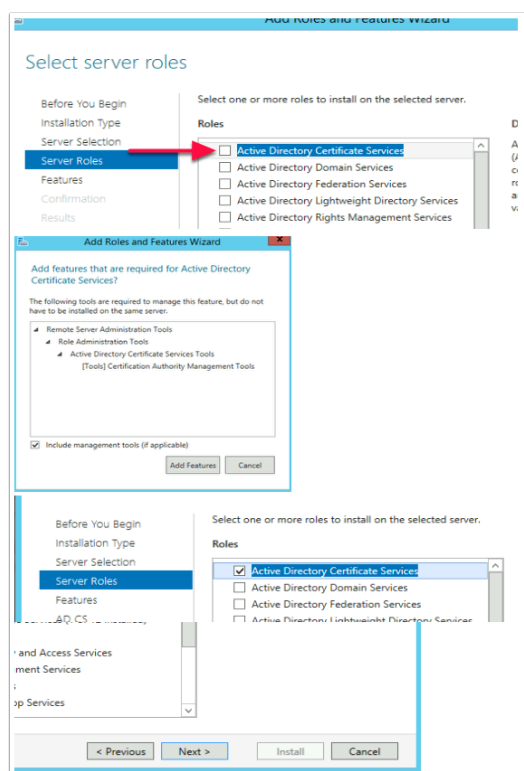 Add Roles and Features Wizard
Select server roles
Before You Begin
Installation Type
Server Selection
Server Roles
Features
Confirmation
Results
Select one or more roles to install on the selected server.
Roles
Active Directory Certificate Services
Active Directory Domain Services
Active Directory Federation Services
Active Directory Lightweight Directory Services
Active Directory Rights Management Services
Add Roles and Features Wizard
Add features that are required for Active Directory
Certificate Services?
The following tools are required to manage this feature, but do not
have to be installed on the same server.
Remote Server Administration Tools
Role Administration Tools
Active Directory Certificate Services Tools
[Tools] Certification Authority Management Tools
Include management tools (if applicable)
Add Features
Cancel
Before You Begin
Installation Type
Server Selection
Server Roles
Features
AD CS
Select one or more roles to install on the selected server.
Roles
Active Directory Certificate Services
Active Directory Domain Services
Active Directory Federation Services
Active Directory Lightweight Directory Services
and Access Services
ment Services
op Services
< Previous
Next >
Install
Cancel